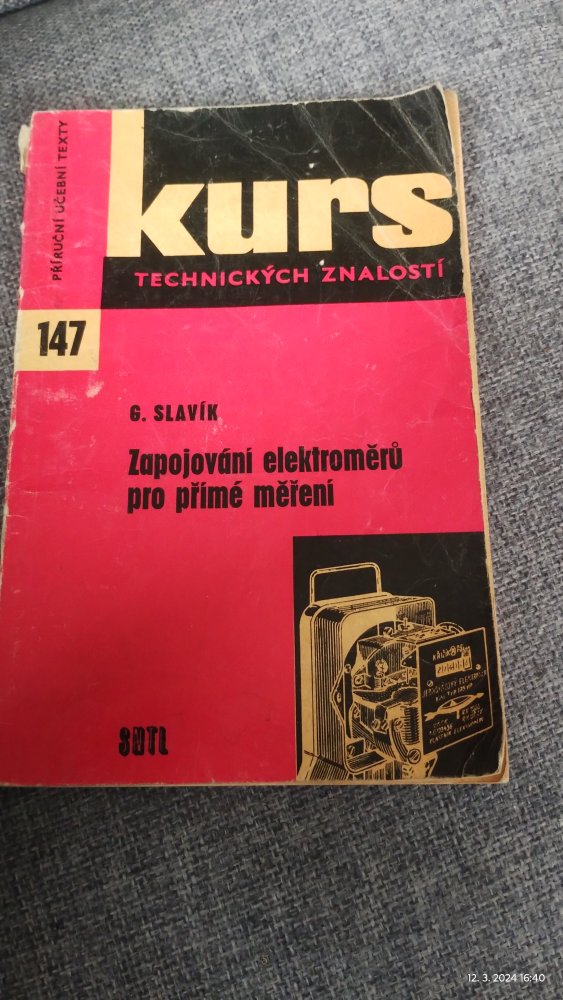 PŘÍRUČNÍ UČEBNÍ TEXTY
kurs
TECHNICKÝCH ZNALOSTÍ
147
G. SLAVÍK
Zapojování elektroměrů
pro přímé měření
SNTL
KŘIŽÍK
12. 3. 2024 16:40